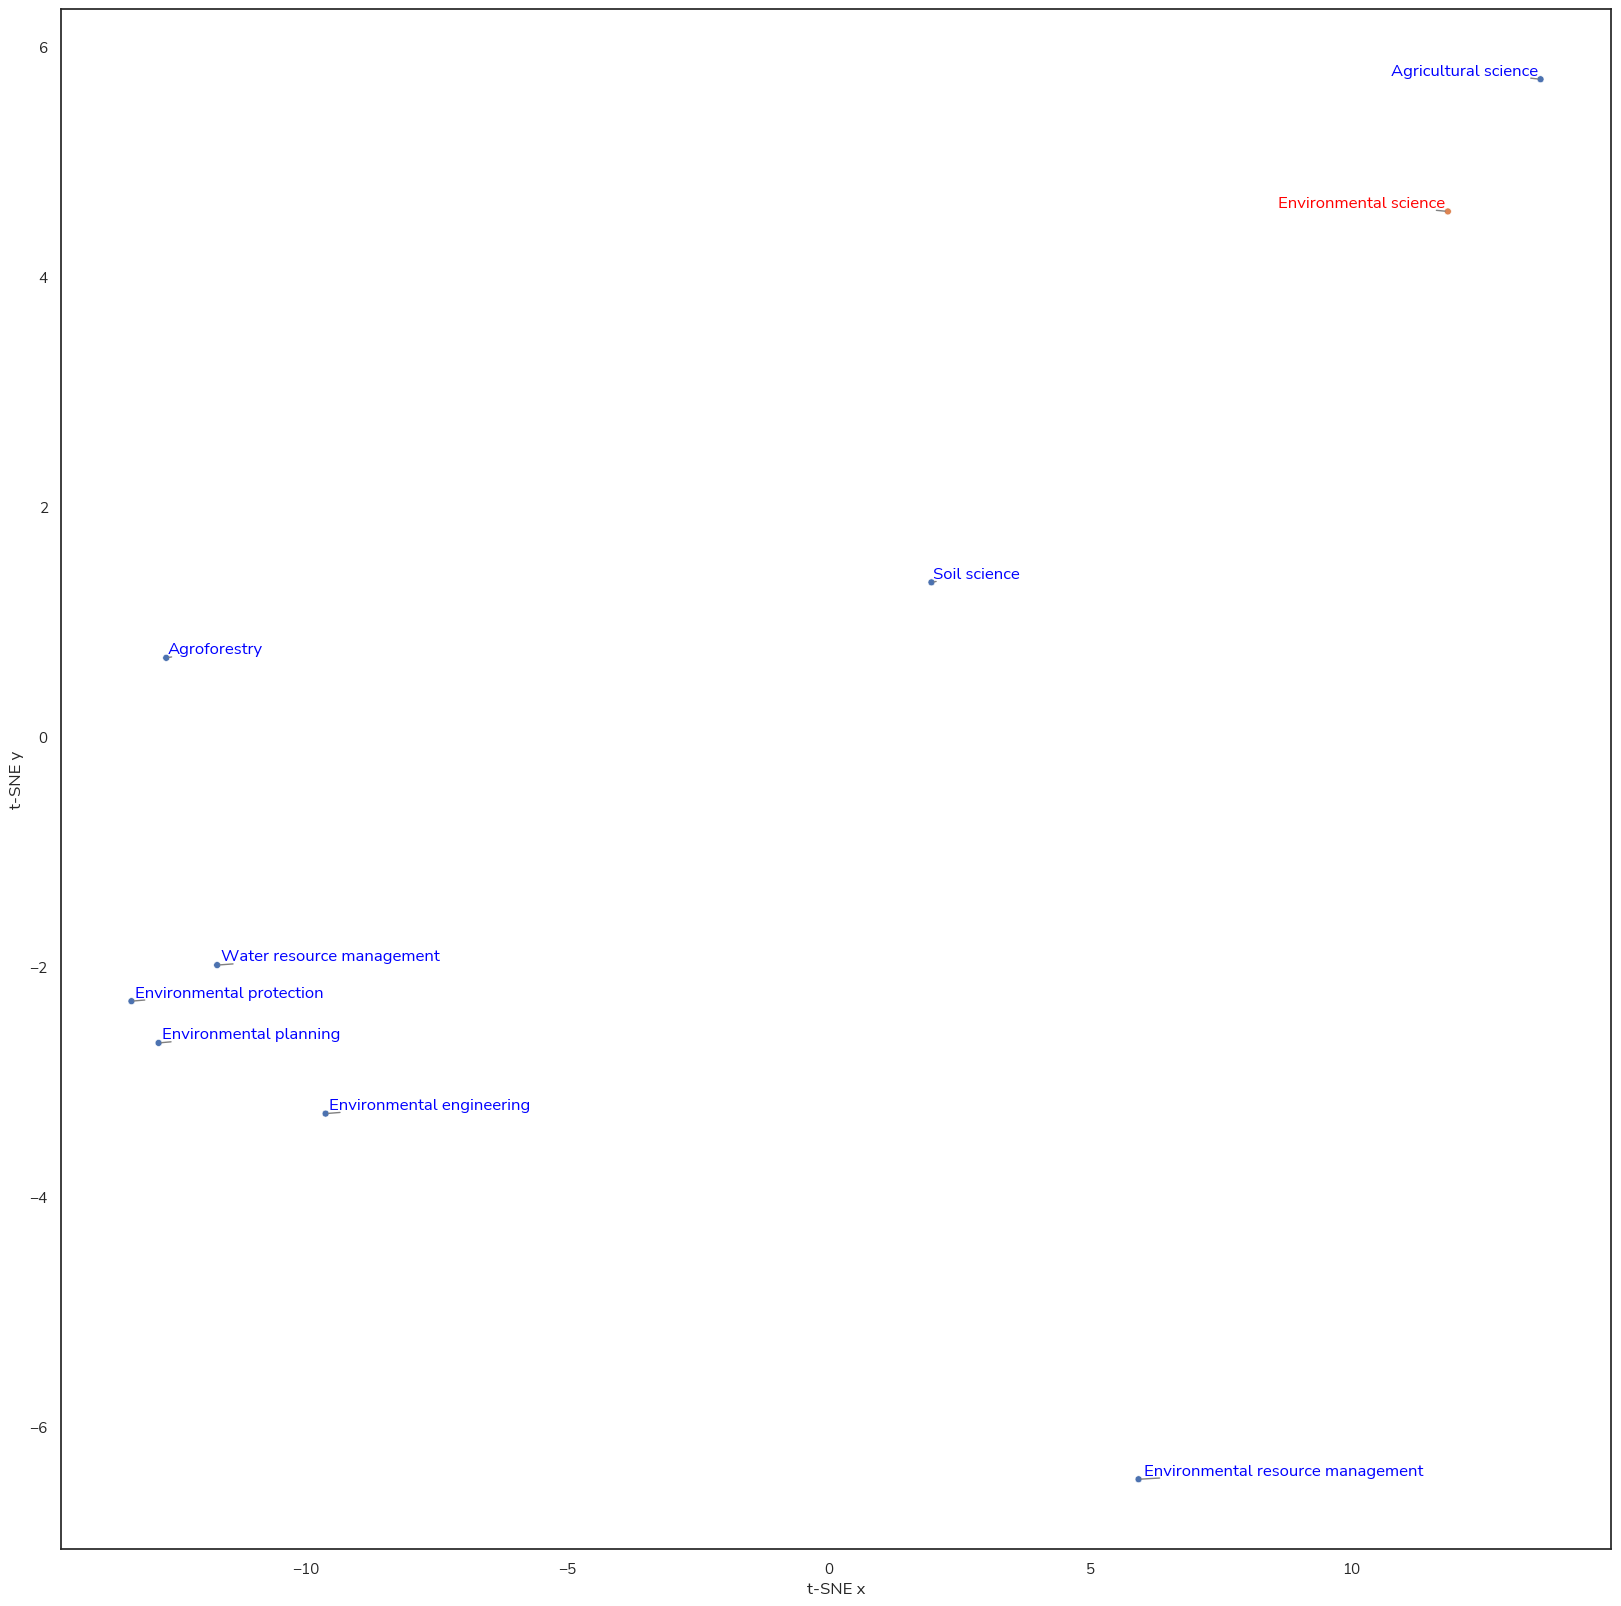 6
Agricultural science
Environmental science
4
2
Soil science
Agroforestry
0
t-SNE y
Water resource management
−2
Environmental protection
Environmental planning
Environmental engineering
−4
−6
Environmental resource management
−10
−5
0
5
10
t-SNE x